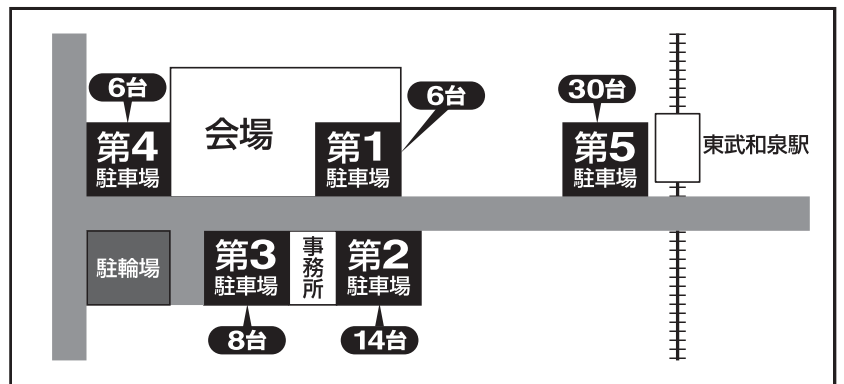 6台
第4
駐車場
会場
6台
第1
駐車場
30台
第5
駐車場
東武和泉駅
駐輪場
第3
駐車場
8台
事務所
第2
駐車場
14台